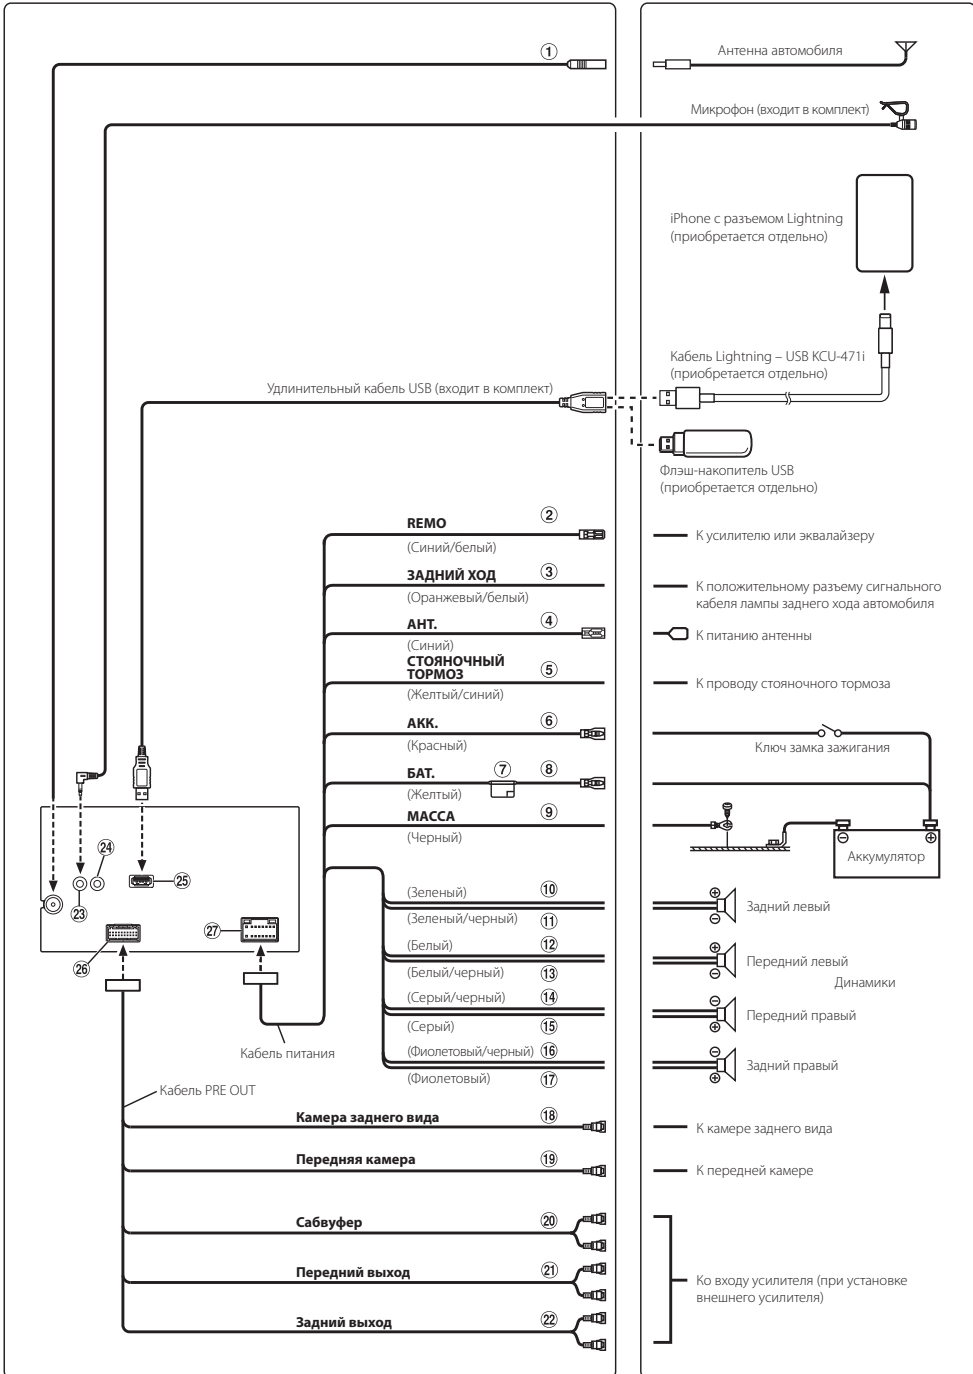 ①
Антенна автомобиля
Микрофон (входит в комплект)
iPhone с разъемом Lightning
(приобретается отдельно)
Кабель Lightning – USB KCU-471i
(приобретается отдельно)
Удлинительный кабель USB (входит в комплект)
Флэш-накопитель USB
(приобретается отдельно)
REMO ②
(Синий/белый)
К усилителю или эквалайзеру
ЗАДНИЙ ХОД ③
(Оранжевый/белый)
К положительному разъему сигнального
кабеля лампы заднего хода автомобиля
АНТ. ④
(Синий)
К питанию антенны
СТОЯНОЧНЫЙ
ТОРМОЗ ⑤
(Желтый/синий)
К проводу стояночного тормоза
АКК. ⑥
(Красный)
Ключ замка зажигания
БАТ. ⑦ ⑧
(Желтый)
МАССА ⑨
(Черный)
⊖ ⊕
Аккумулятор
㉔
㉓
㉕
㉖
㉗
(Зеленый) ⑩
(Зеленый/черный) ⑪
⊕
⊖
Задний левый
(Белый) ⑫
(Белый/черный) ⑬
⊕
⊖
Передний левый
Динамики
(Серый/черный) ⑭
(Серый) ⑮
⊖
⊕
Передний правый
(Фиолетовый/черный) ⑯
(Фиолетовый) ⑰
⊖
⊕
Задний правый
Кабель питания
Кабель PRE OUT
Камера заднего вида ⑱
К камере заднего вида
Передняя камера ⑲
К передней камере
Сабвуфер ⑳
Передний выход ㉑
Задний выход ㉒
Ко входу усилителя (при установке
внешнего усилителя)